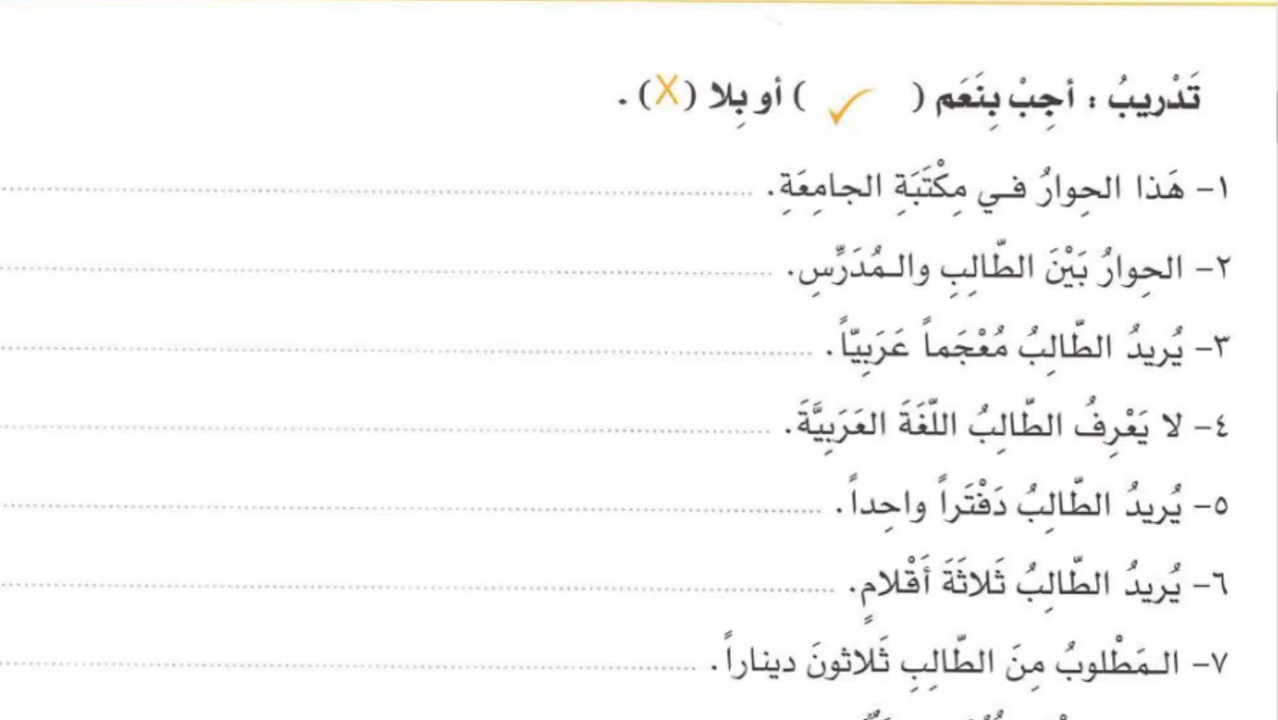 تَدْريبُ : أجِبْ بِنَعَم ( ✓ ) أو بِلا (X) .
١- هَذا الحِوارُ في مِكْتَبَةِ الجامِعَةِ. ........................
٢- الحِوارُ بَيْنَ الطّالِبِ والـمُدَرِّسِ. ........................
٣- يُريدُ الطّالِبُ مُعْجَماً عَرَبِيّاً. ........................
٤- لا يَعْرِفُ الطّالِبُ اللّغَةَ العَرَبِيَّةَ. ........................
٥- يُريدُ الطّالِبُ دَفْتَراً واحِداً. ........................
٦- يُريدُ الطّالِبُ ثَلاثَةَ أَقْلامٍ. ........................
٧- الـمَطْلوبُ مِنَ الطّالِبِ ثَلاثونَ ديناراً. ........................